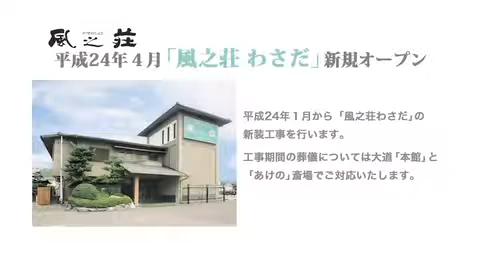 風之荘
平成24年4月「風之荘 わさだ」新規オープン
平成24年1月から「風之荘わさだ」の
新装工事を行います。
工事期間の葬儀については大道「本館」と
「あけの」斎場でご対応いたします。